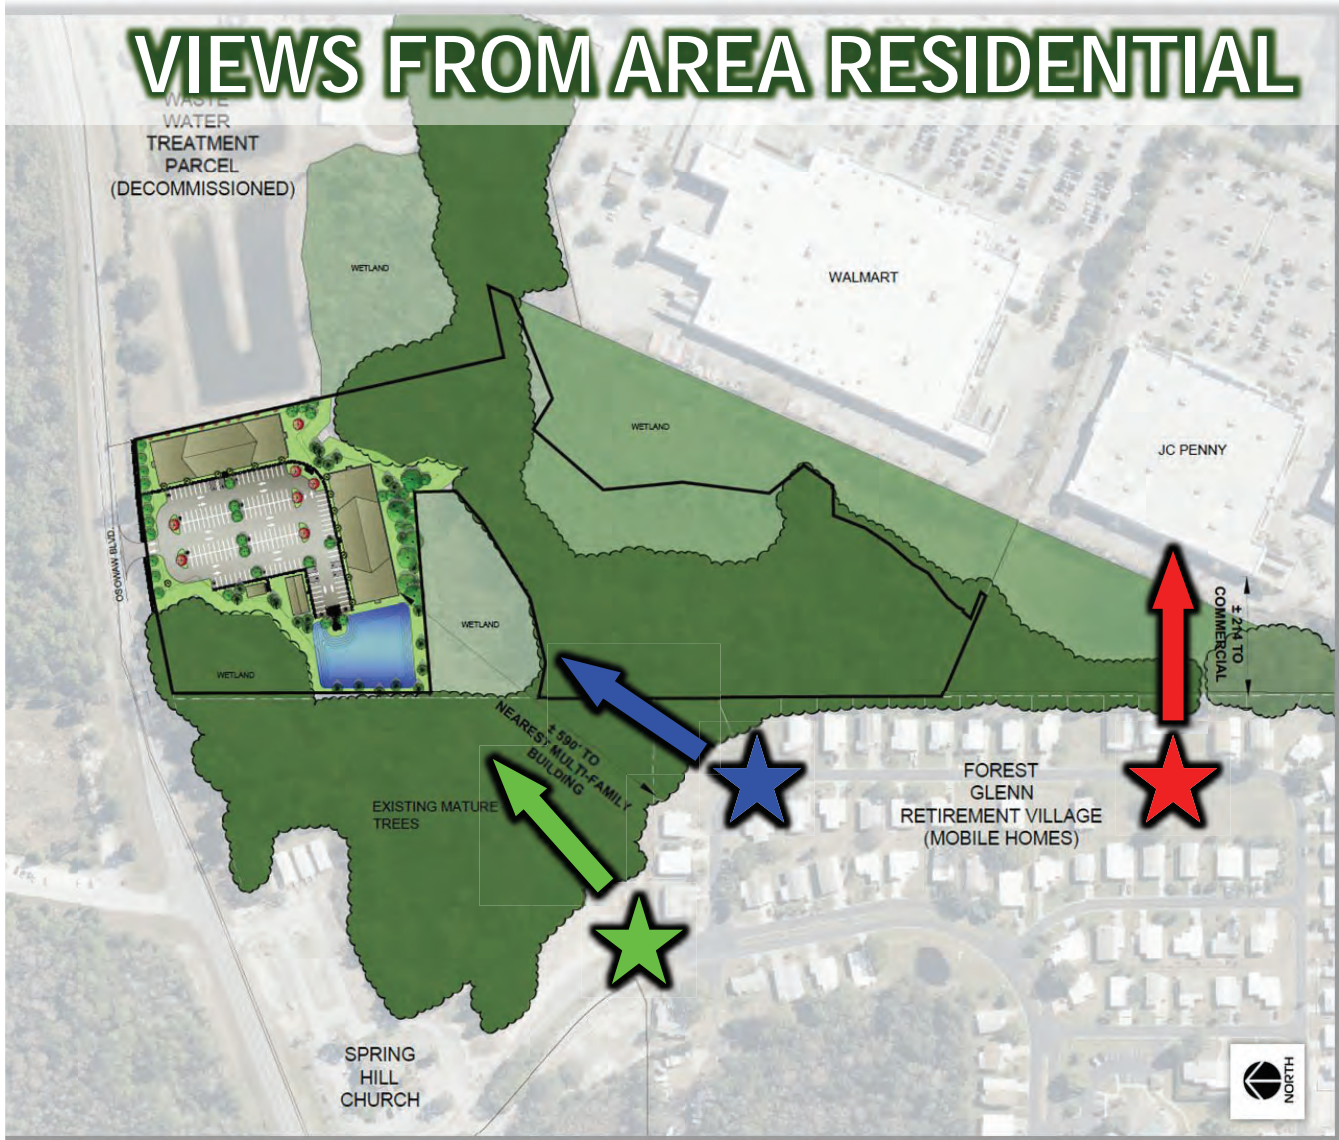 VIEWS FROM AREA RESIDENTIAL
WASTE
WATER
TREATMENT
PARCEL
(DECOMMISSIONED)
WETLAND
WALMART
WETLAND
JC PENNY
OSOWAW BLVD.
WETLAND
WETLAND
± 214 TO
COMMERCIAL
± 590' TO
NEAREST MULTI-FAMILY
BUILDING
EXISTING MATURE
TREES
FOREST
GLENN
RETIREMENT VILLAGE
(MOBILE HOMES)
SPRING
HILL
CHURCH
NORTH